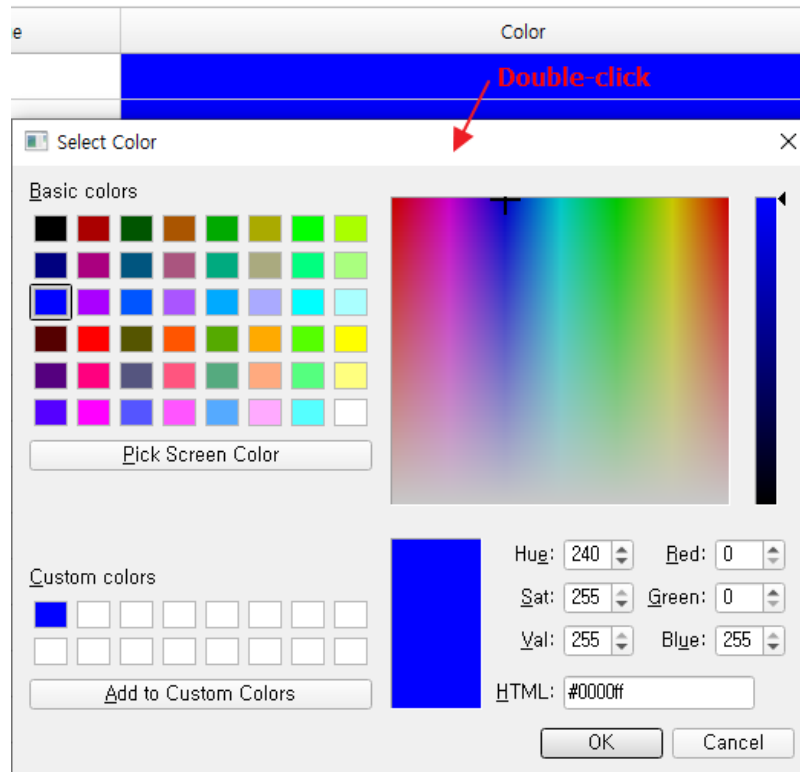 e
Color
Double-click
Select Color
Basic colors
Pick Screen Color
Custom colors
Add to Custom Colors
Hue: 240 Red: 0
Sat: 255 Green: 0
Val: 255 Blue: 255
HTML: #0000ff
OK Cancel